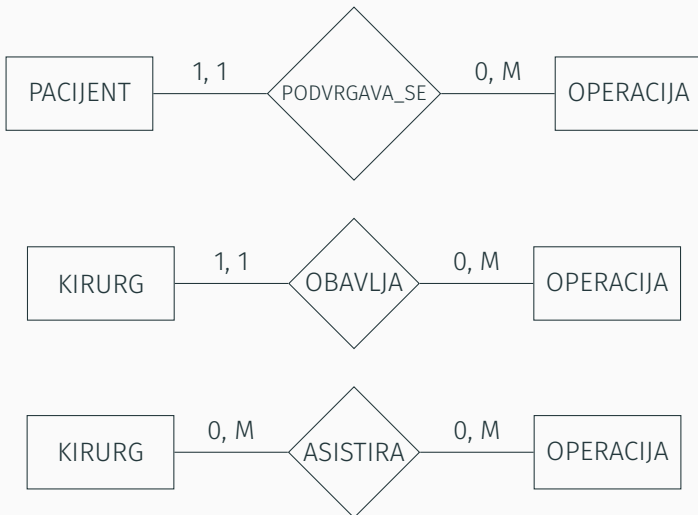 1, 1
0, M
PACIJENT
PODVRGAVA_SE
OPERACIJA
1, 1
0, M
KIRURG
OBAVLJA
OPERACIJA
0, M
0, M
KIRURG
ASISTIRA
OPERACIJA